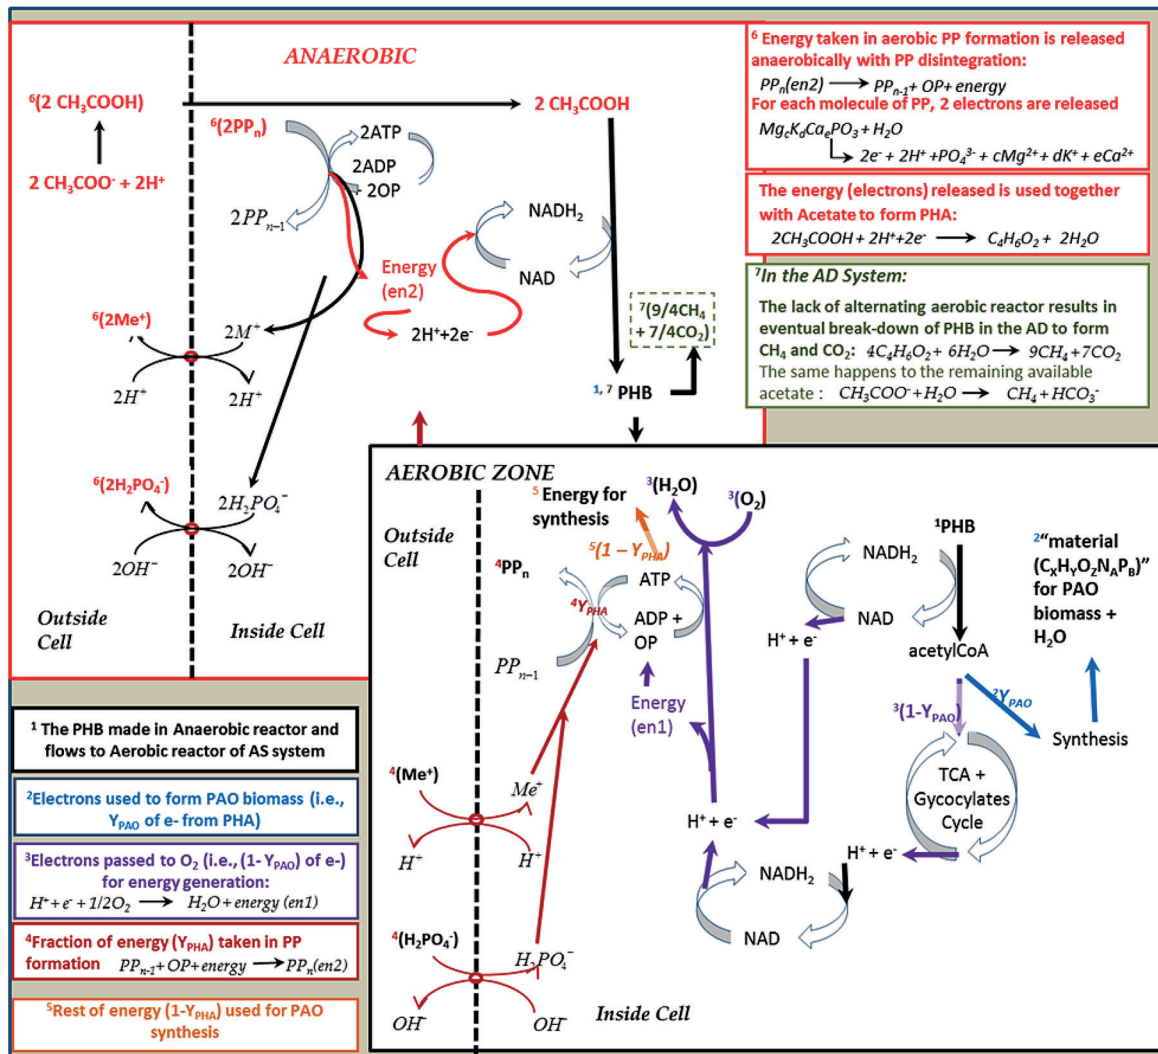 ANAEROBIC
⁶(2 CH₃COOH)
2 CH₃COOH
2 CH₃COO⁻ + 2H⁺
⁶(2PPₙ)
2ATP
2ADP
+ 2OP
2PPₙ₋₁
NADH₂
NAD
Energy
(en2)
2H⁺+2e⁻
⁶(2Me⁺)
2M⁺
2H⁺
2H⁺
⁷(9/4CH₄
+ 7/4CO₂)
¹,⁷ PHB
⁶(2H₂PO₄⁻)
2H₂PO₄⁻
2OH⁻
2OH⁻
Outside
Cell
Inside Cell
⁶ Energy taken in aerobic PP formation is released
anaerobically with PP disintegration:
PPₙ(en2) ⟶ PPₙ₋₁+ OP+ energy
For each molecule of PP, 2 electrons are released
Mg_cK_dCa_ePO₃ + H₂O
2e⁻ + 2H⁺ +PO₄³⁻ + cMg²⁺ + dK⁺ + eCa²⁺
The energy (electrons) released is used together
with Acetate to form PHA:
2CH₃COOH + 2H⁺+2e⁻ ⟶ C₄H₆O₂ + 2H₂O
⁷In the AD System:
The lack of alternating aerobic reactor results in
eventual break-down of PHB in the AD to form
CH₄ and CO₂: 4C₄H₆O₂ + 6H₂O ⟶ 9CH₄ +7CO₂
The same happens to the remaining available
acetate : CH₃COO⁻+H₂O ⟶ CH₄ + HCO₃⁻
AEROBIC ZONE
Outside
Cell
⁵ Energy for
synthesis
³(H₂O)
³(O₂)
⁵(1 – Y_PHA)
⁴PPₙ
ATP
⁴Y_PHA
ADP +
OP
PPₙ₋₁
Energy
(en1)
¹PHB
NADH₂
NAD
H⁺ + e⁻
acetylCoA
²"material
(C_XH_YO₂N_AP_B)"
for PAO
biomass +
H₂O
³(1-Y_PAO)
²Y_PAO
Synthesis
TCA +
Gycocylates
Cycle
⁴(Me⁺)
Me⁺
H⁺
H⁺
H⁺ + e⁻
H⁺ + e⁻
NADH₂
NAD
⁴(H₂PO₄⁻)
H₂PO₄⁻
OH⁻
OH⁻
Inside Cell
¹ The PHB made in Anaerobic reactor and
flows to Aerobic reactor of AS system
²Electrons used to form PAO biomass (i.e.,
Y_PAO of e- from PHA)
³Electrons passed to O₂ (i.e., (1- Y_PAO) of e-)
for energy generation:
H⁺+ e⁻ + 1/2O₂ ⟶ H₂O + energy (en1)
⁴Fraction of energy (Y_PHA) taken in PP
formation PPₙ₋₁+ OP+ energy ⟶ PPₙ(en2)
⁵Rest of energy (1-Y_PHA) used for PAO
synthesis